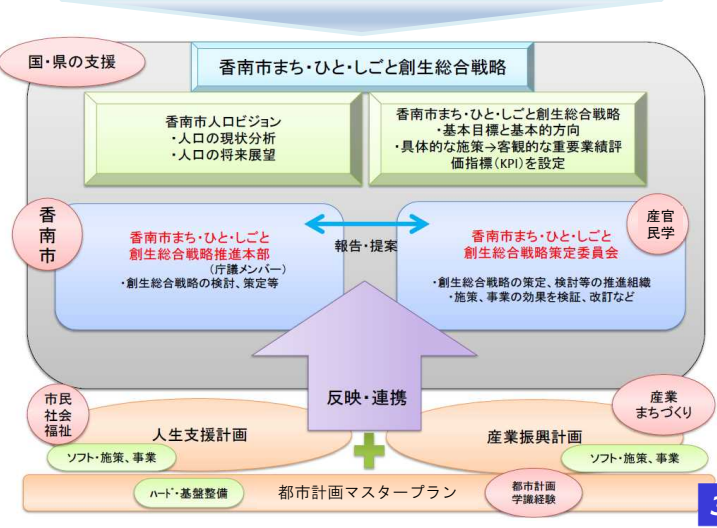 国・県の支援
香南市まち・ひと・しごと創生総合戦略
香南市人口ビジョン
・人口の現状分析
・人口の将来展望
香南市まち・ひと・しごと創生総合戦略
・基本目標と基本的方向
・具体的な施策→客観的な重要業績評
価指標(KPI)を設定
香
南
市
香南市まち・ひと・しごと
創生総合戦略推進本部
(庁議メンバー)
・創生総合戦略の検討、策定等
報告・提案
産官
民学
香南市まち・ひと・しごと
創生総合戦略策定委員会
・創生総合戦略の策定、検討等の推進組織
・施策、事業の効果を検証、改訂など
反映・連携
市民
社会
福祉
人生支援計画
ソフト・施策、事業
産業
まちづくり
産業振興計画
ソフト・施策、事業
ハード・基盤整備
都市計画マスタープラン
都市計画
学識経験
3